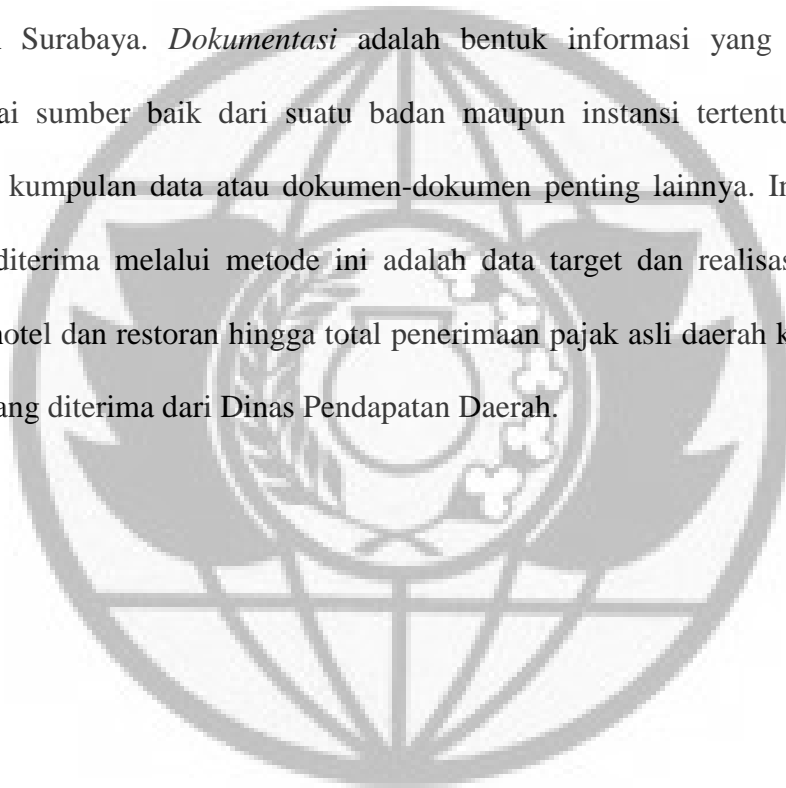 Surabaya. Dokumentasi adalah bentuk informasi yang
ai sumber baik dari suatu badan maupun instansi tertentu
kumpulan data atau dokumen-dokumen penting lainnya. In
diterima melalui metode ini adalah data target dan realisas
hotel dan restoran hingga total penerimaan pajak asli daerah k
ang diterima dari Dinas Pendapatan Daerah.